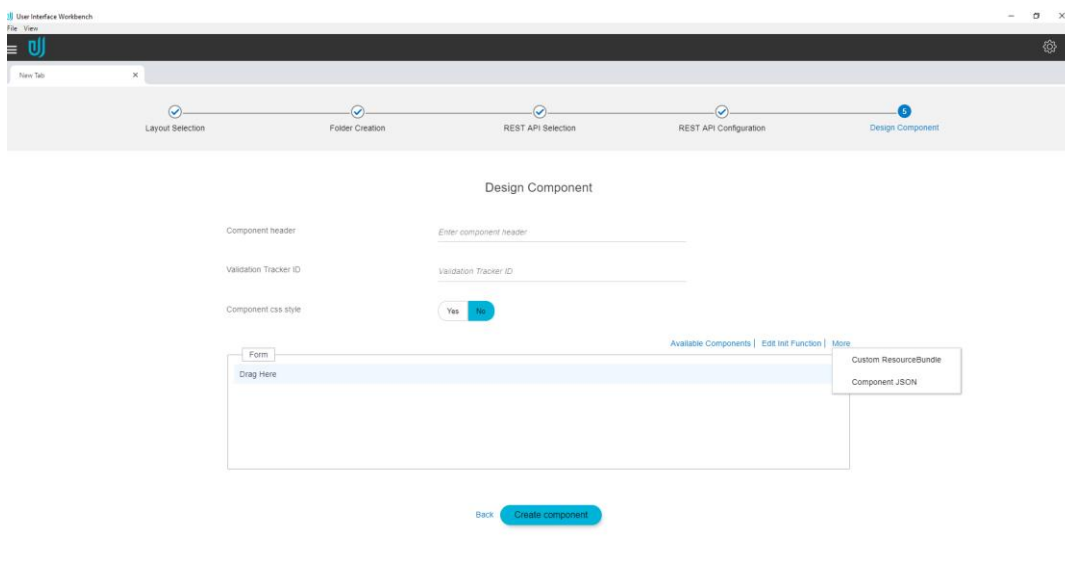 User Interface Workbench
File View
New Tab
Layout Selection
Folder Creation
REST API Selection
REST API Configuration
5
Design Component
Design Component
Component header
Enter component header
Validation Tracker ID
Validation Tracker ID
Component css style
Yes No
Available Components | Edit Init Function | More
Custom ResourceBundle
Component JSON
Form
Drag Here
Back Create component